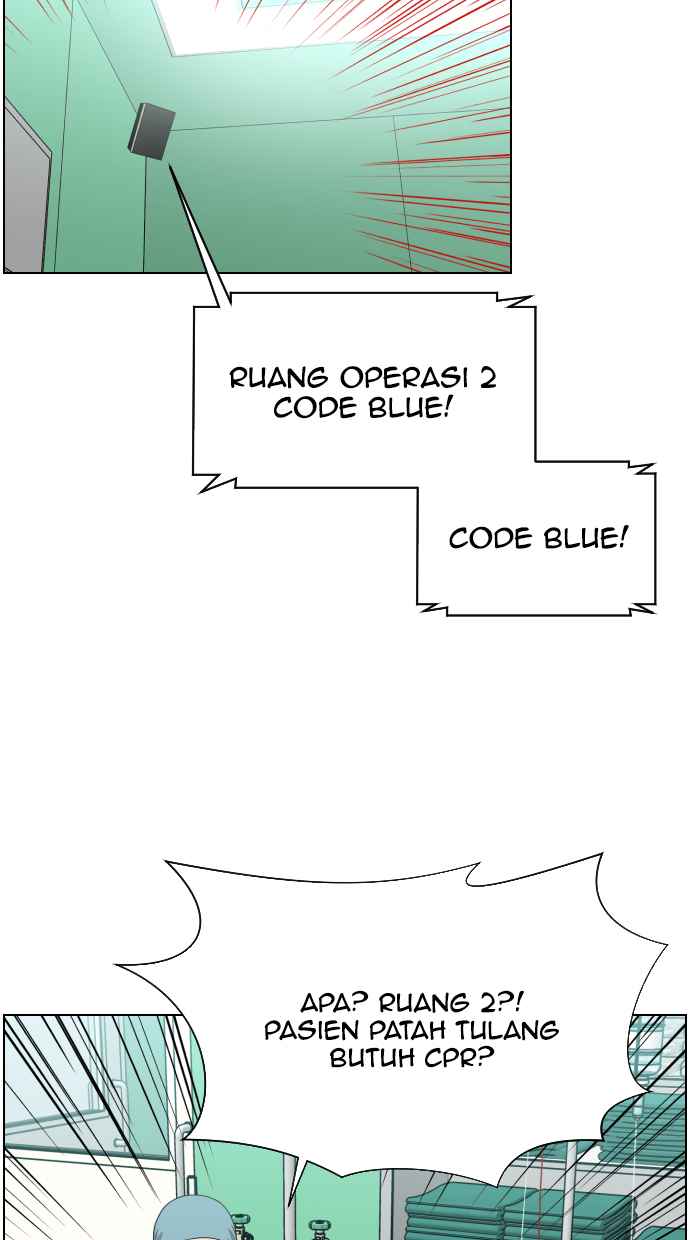 RUANG OPERASI 2
CODE BLUE!
CODE BLUE!
APA? RUANG 2?!
PASIEN PATAH TULANG
BUTUH CPR?